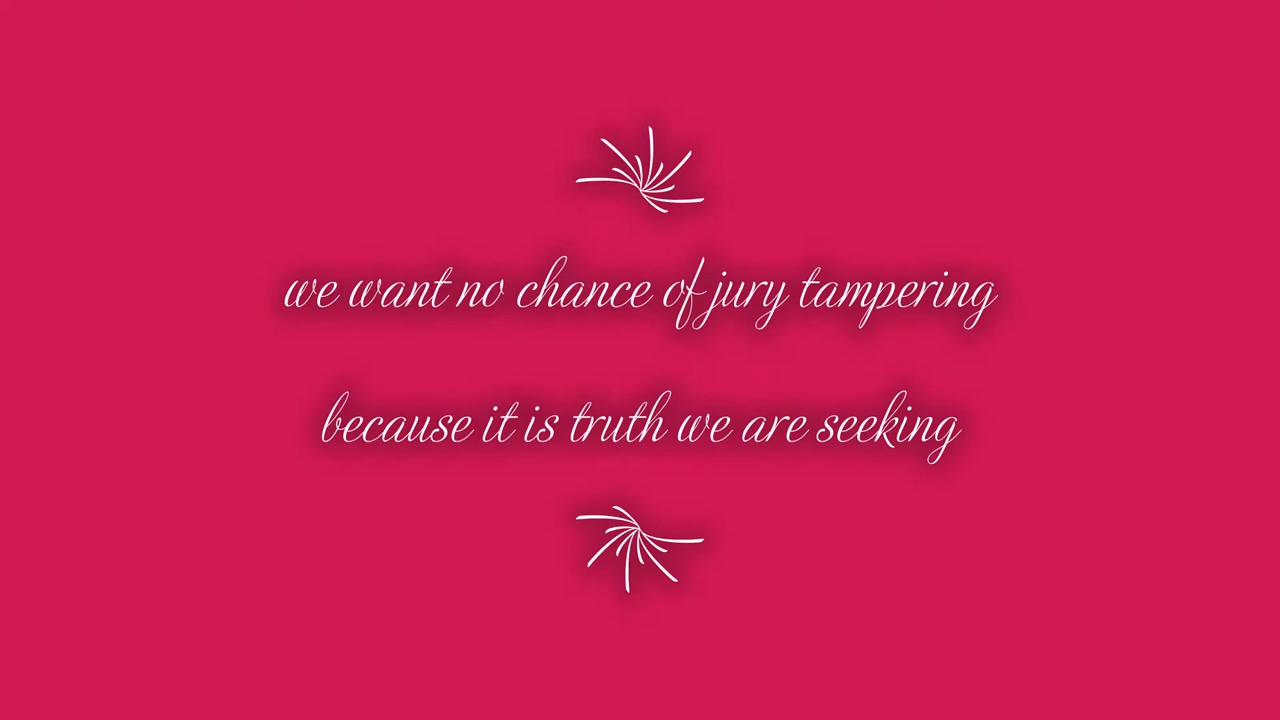 we want no chance of jury tampering
because it is truth we are seeking